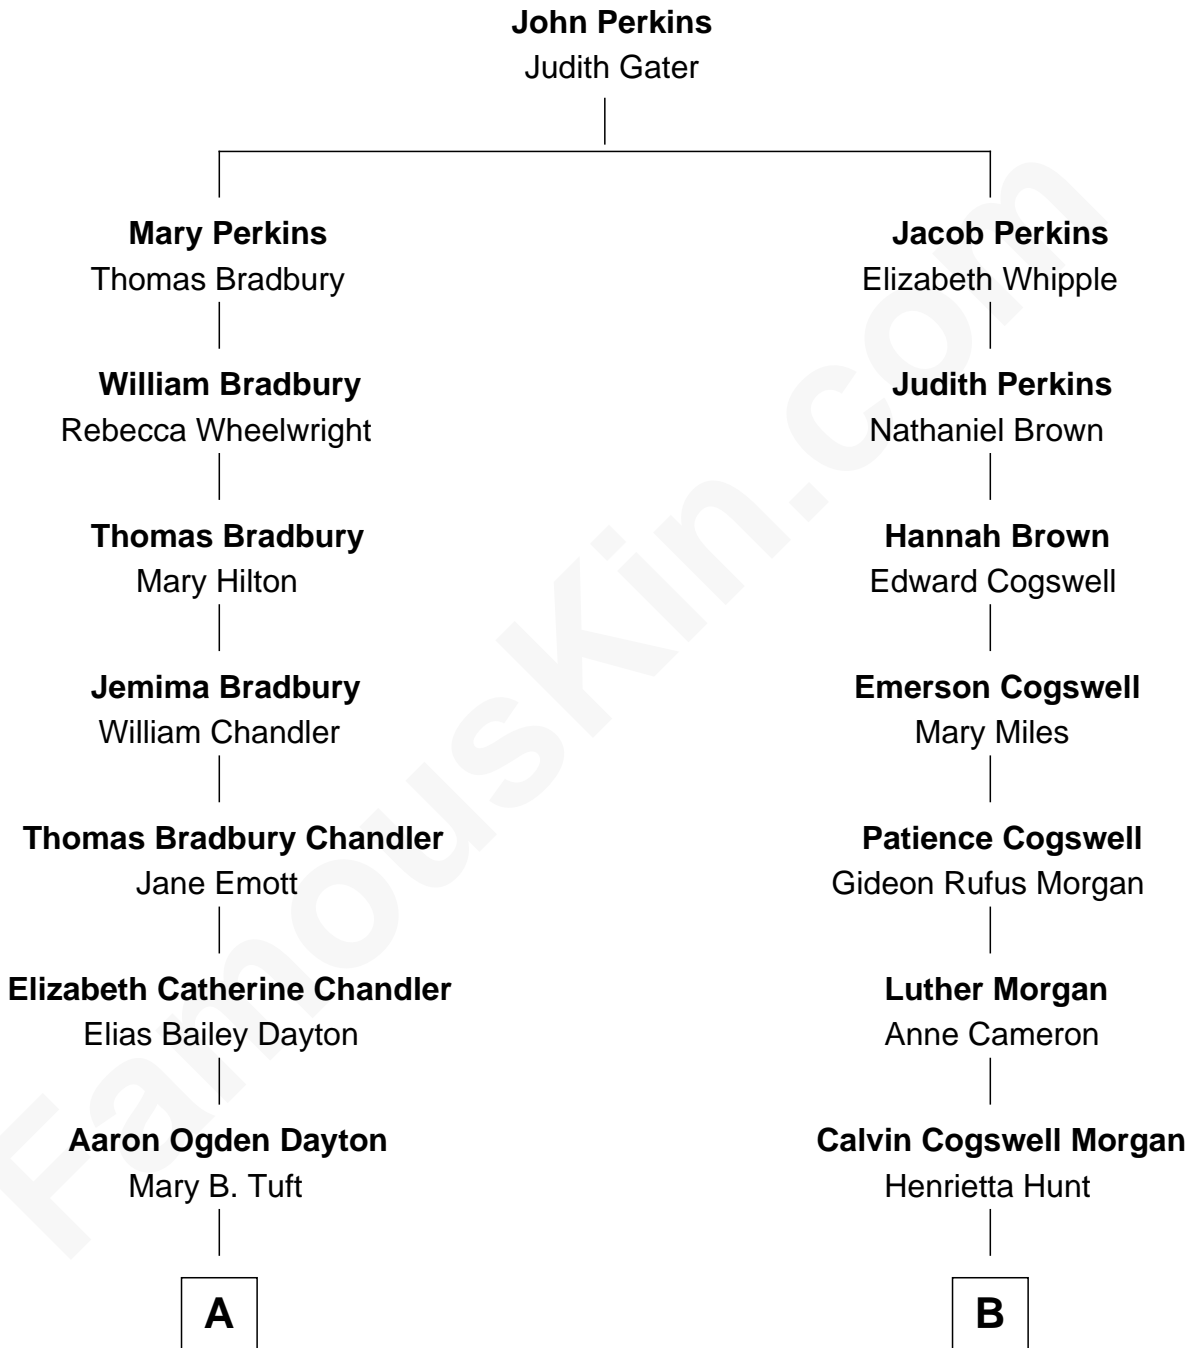 John Perkins
Judith Gater
Mary Perkins
Thomas Bradbury
Jacob Perkins
Elizabeth Whipple
William Bradbury
Rebecca Wheelwright
Judith Perkins
Nathaniel Brown
Thomas Bradbury
Mary Hilton
Hannah Brown
Edward Cogswell
Jemima Bradbury
William Chandler
Emerson Cogswell
Mary Miles
Thomas Bradbury Chandler
Jane Emott
Patience Cogswell
Gideon Rufus Morgan
Elizabeth Catherine Chandler
Elias Bailey Dayton
Luther Morgan
Anne Cameron
Aaron Ogden Dayton
Mary B. Tuft
Calvin Cogswell Morgan
Henrietta Hunt
A
B
FamousKin.com